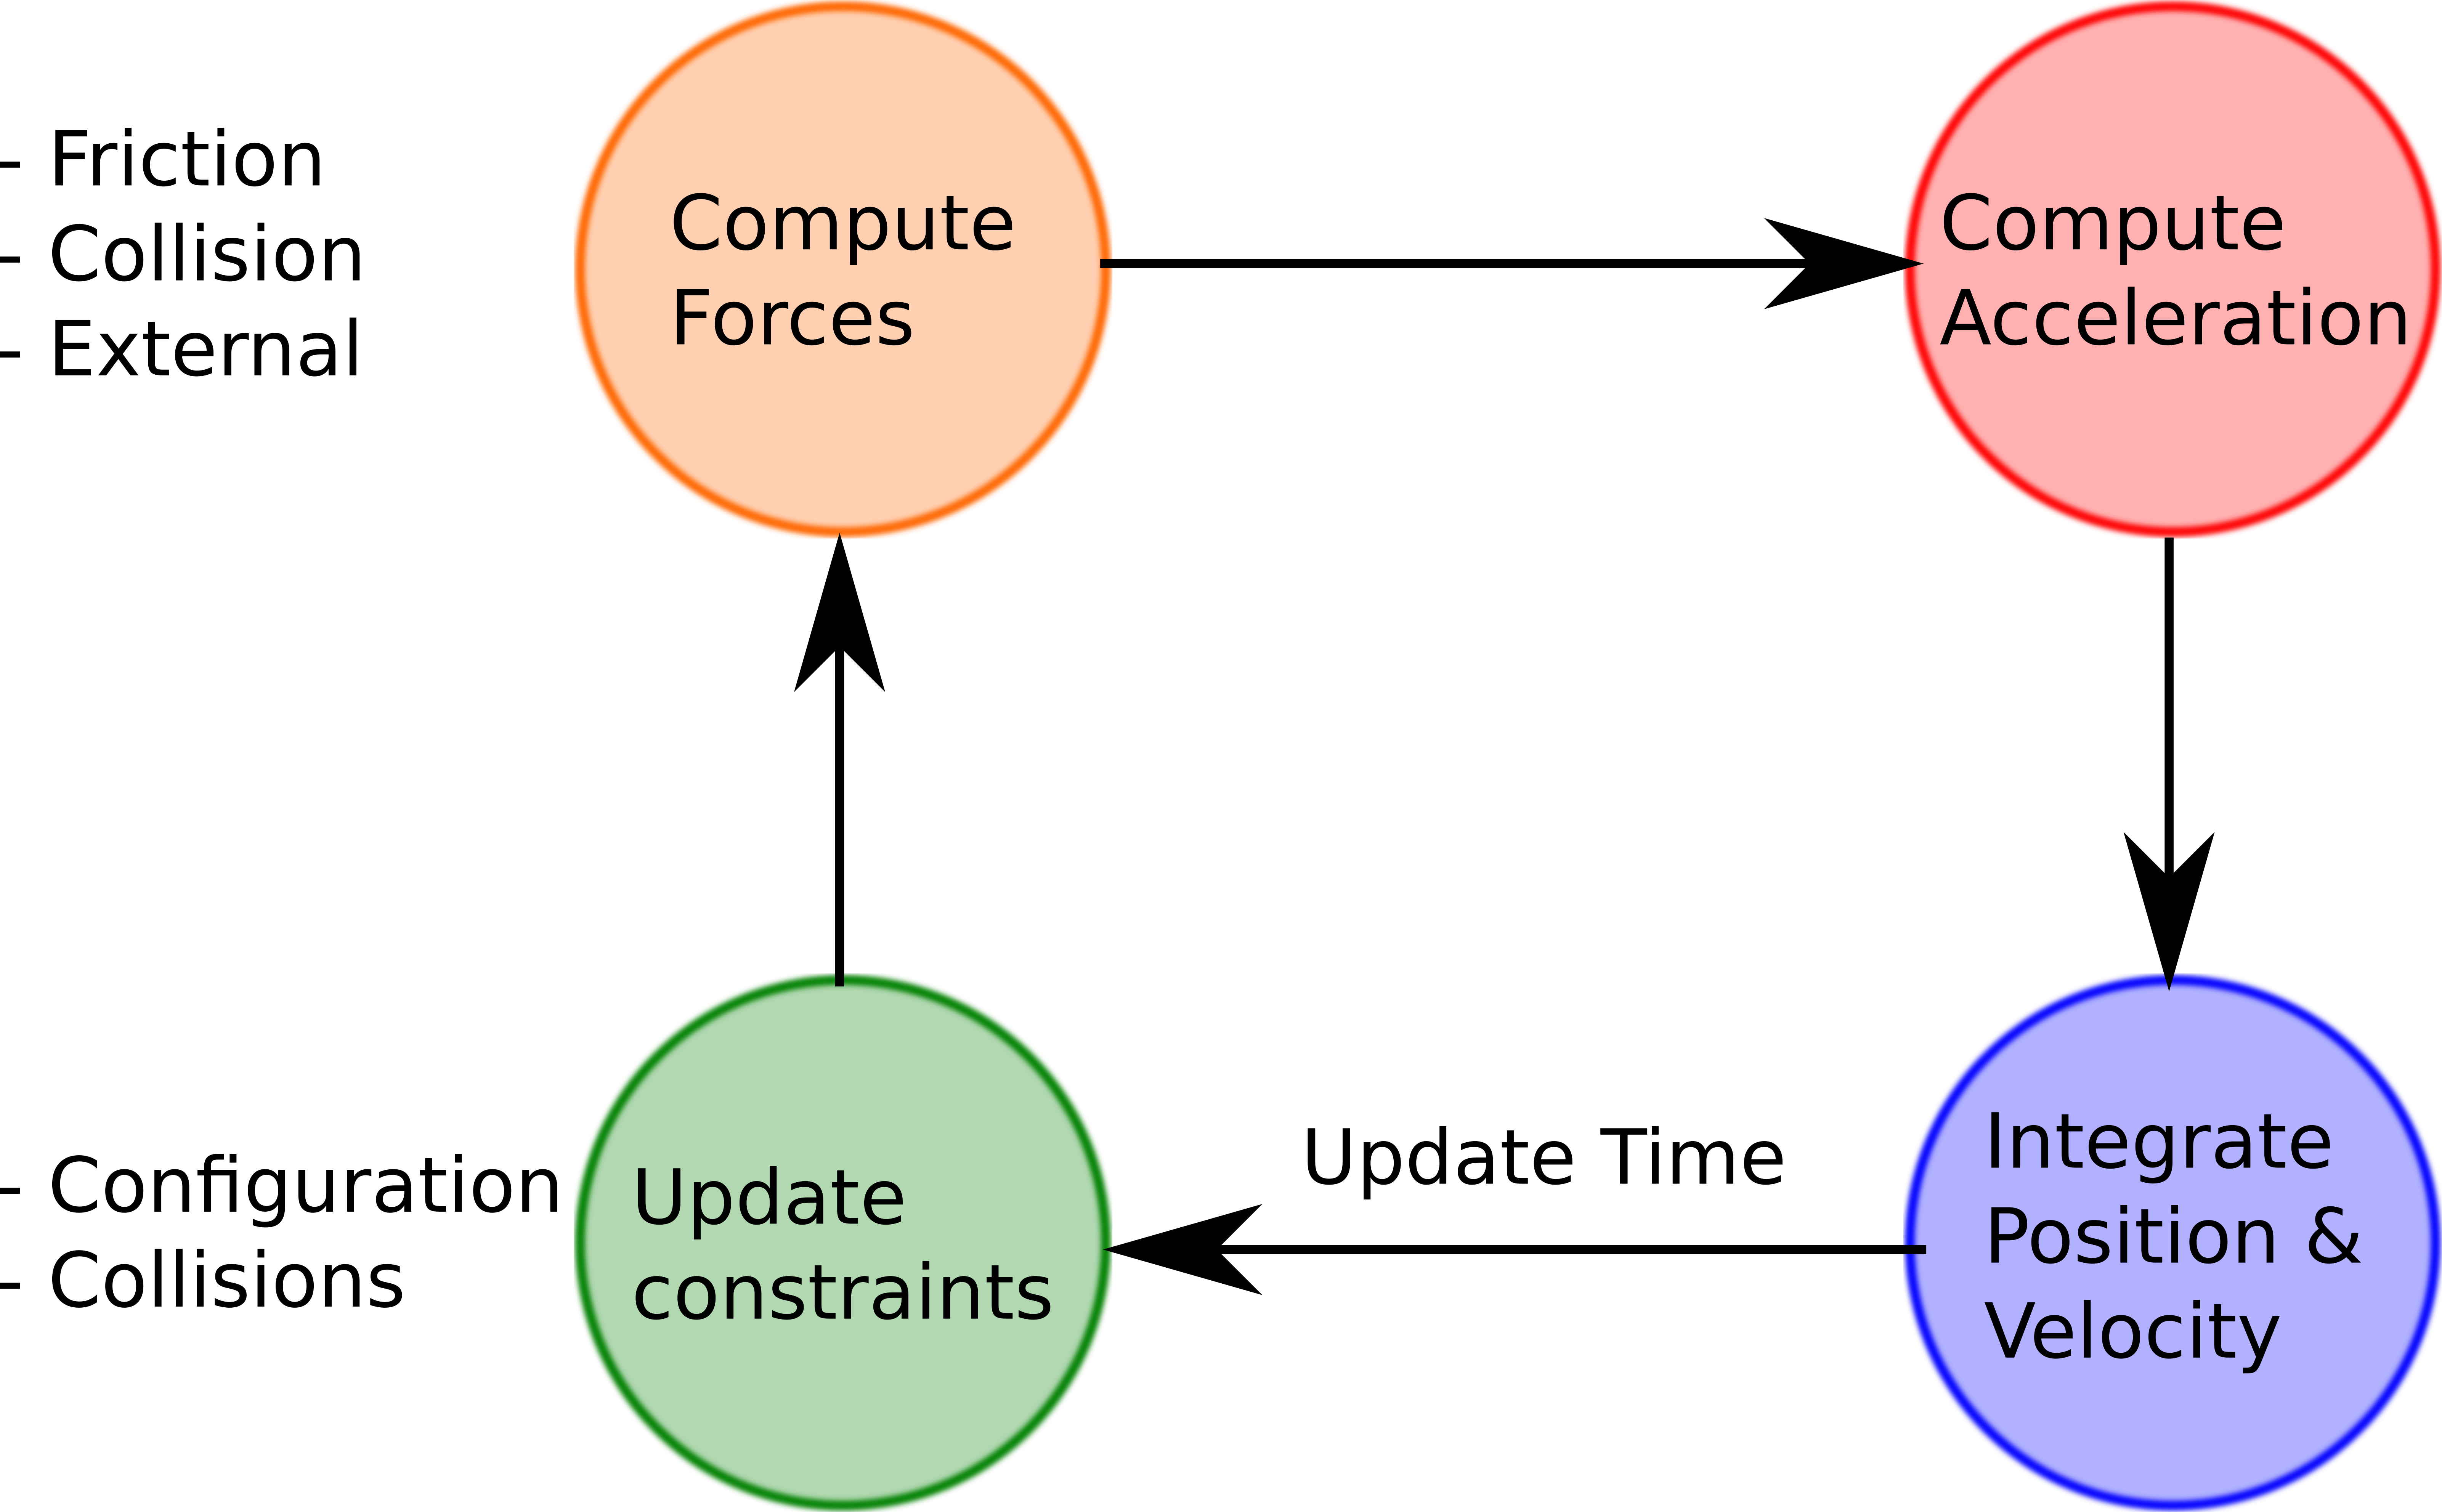 - Friction
- Collision
- External
Compute
Forces
Compute
Acceleration
- Configuration
- Collisions
Update
constraints
Update Time
Integrate
Position &
Velocity